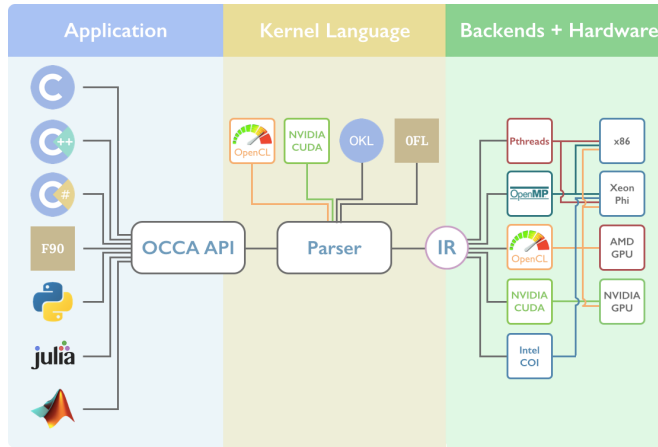 Application
Kernel Language
Backends + Hardware
C
C++
C#
F90
julia
OCCA API
OpenCL
NVIDIA
CUDA
OKL
OFL
Parser
IR
Pthreads
OpenMP
OpenCL
NVIDIA
CUDA
Intel
COI
x86
Xeon
Phi
AMD
GPU
NVIDIA
GPU